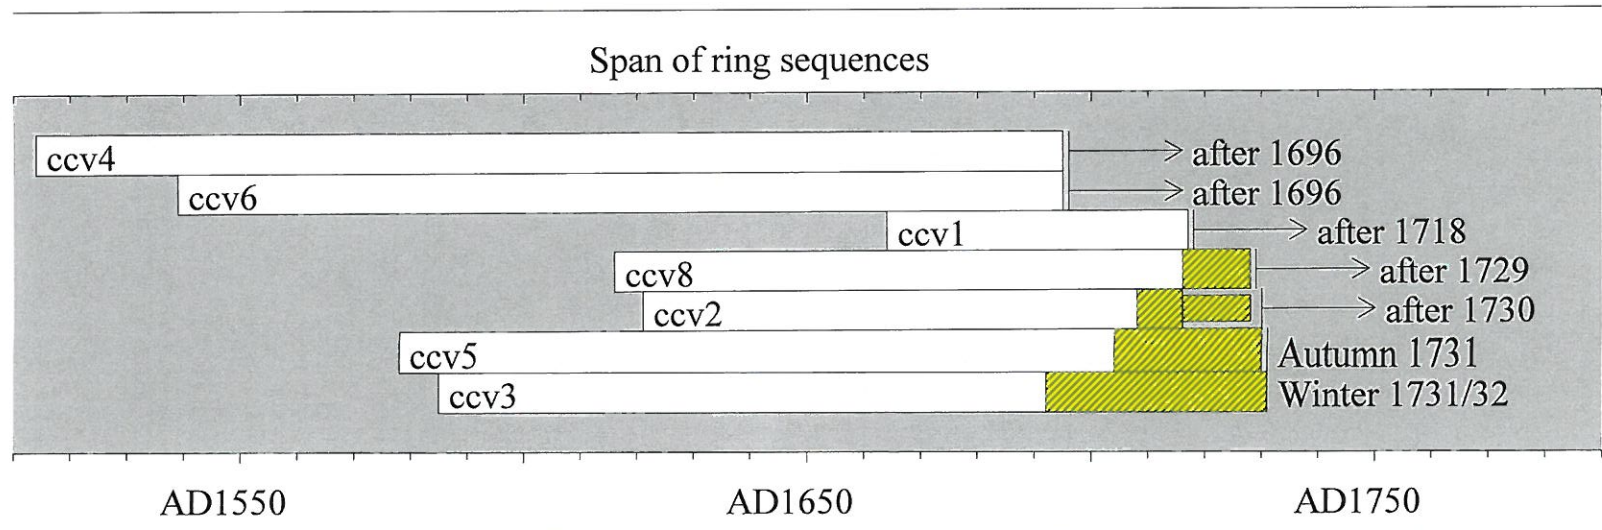 Span of ring sequences
ccv4 after 1696
ccv6 after 1696
ccv1 after 1718
ccv8 after 1729
ccv2 after 1730
ccv5 Autumn 1731
ccv3 Winter 1731/32
AD1550 AD1650 AD1750